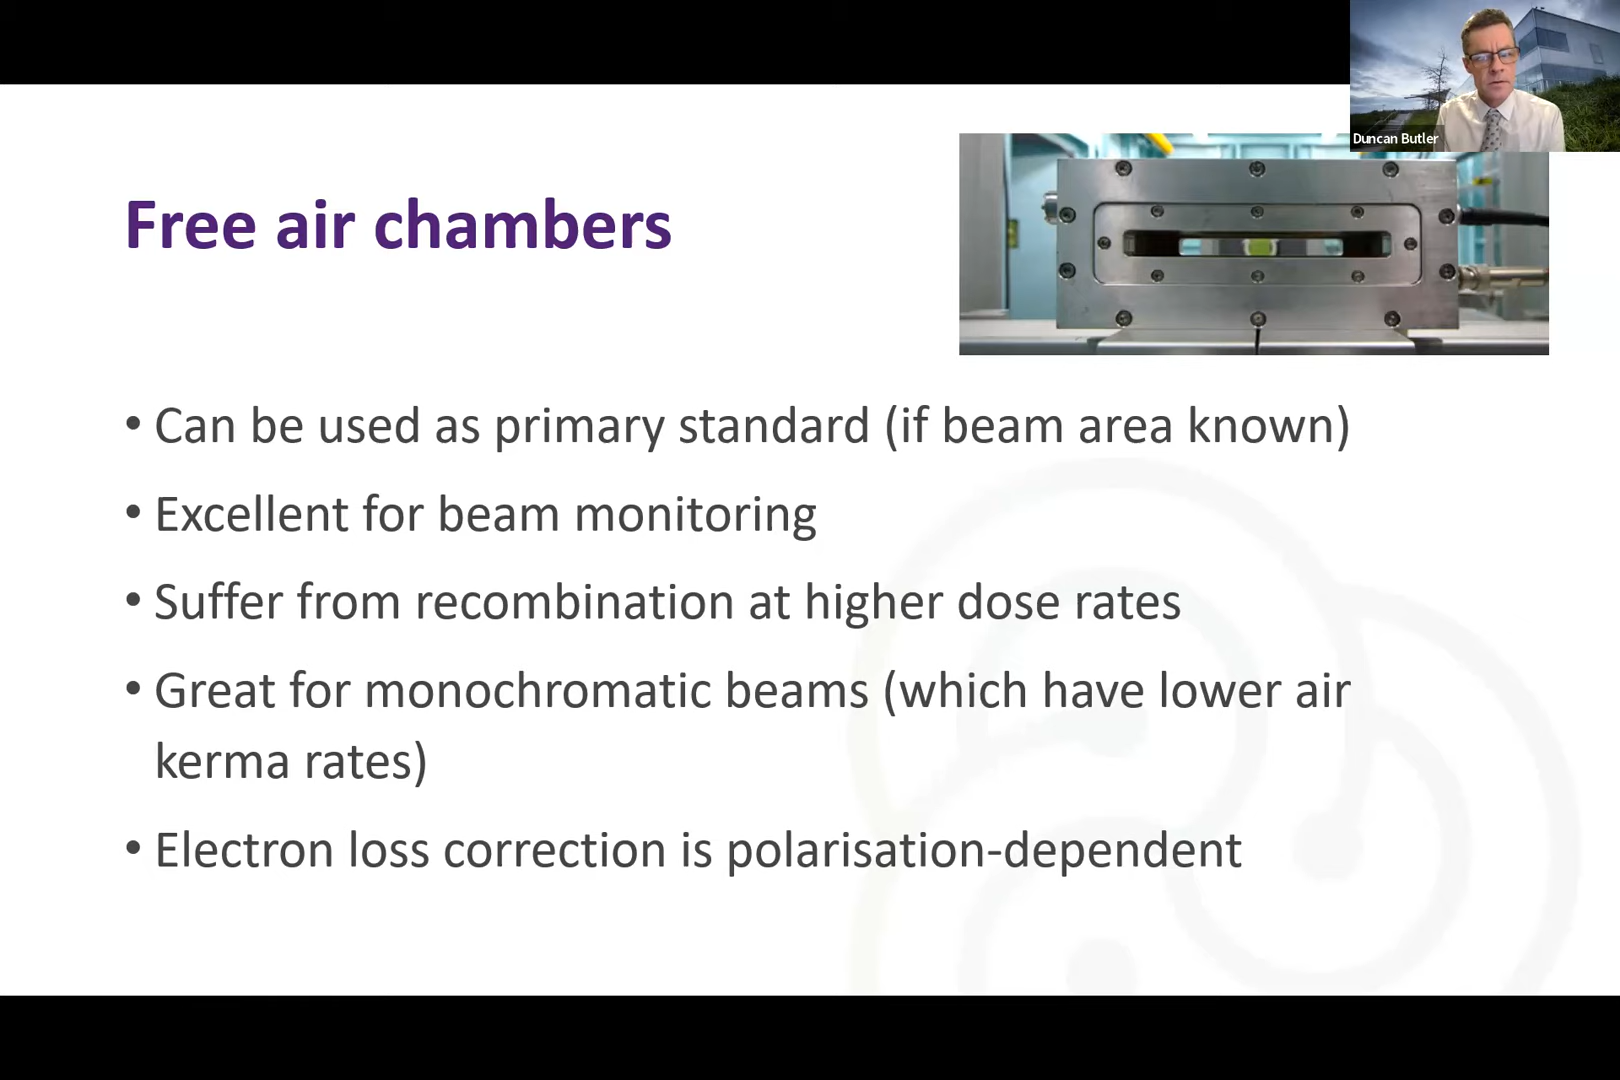 Duncan Butler
Free air chambers
• Can be used as primary standard (if beam area known)
• Excellent for beam monitoring
• Suffer from recombination at higher dose rates
• Great for monochromatic beams (which have lower air
kerma rates)
• Electron loss correction is polarisation-dependent